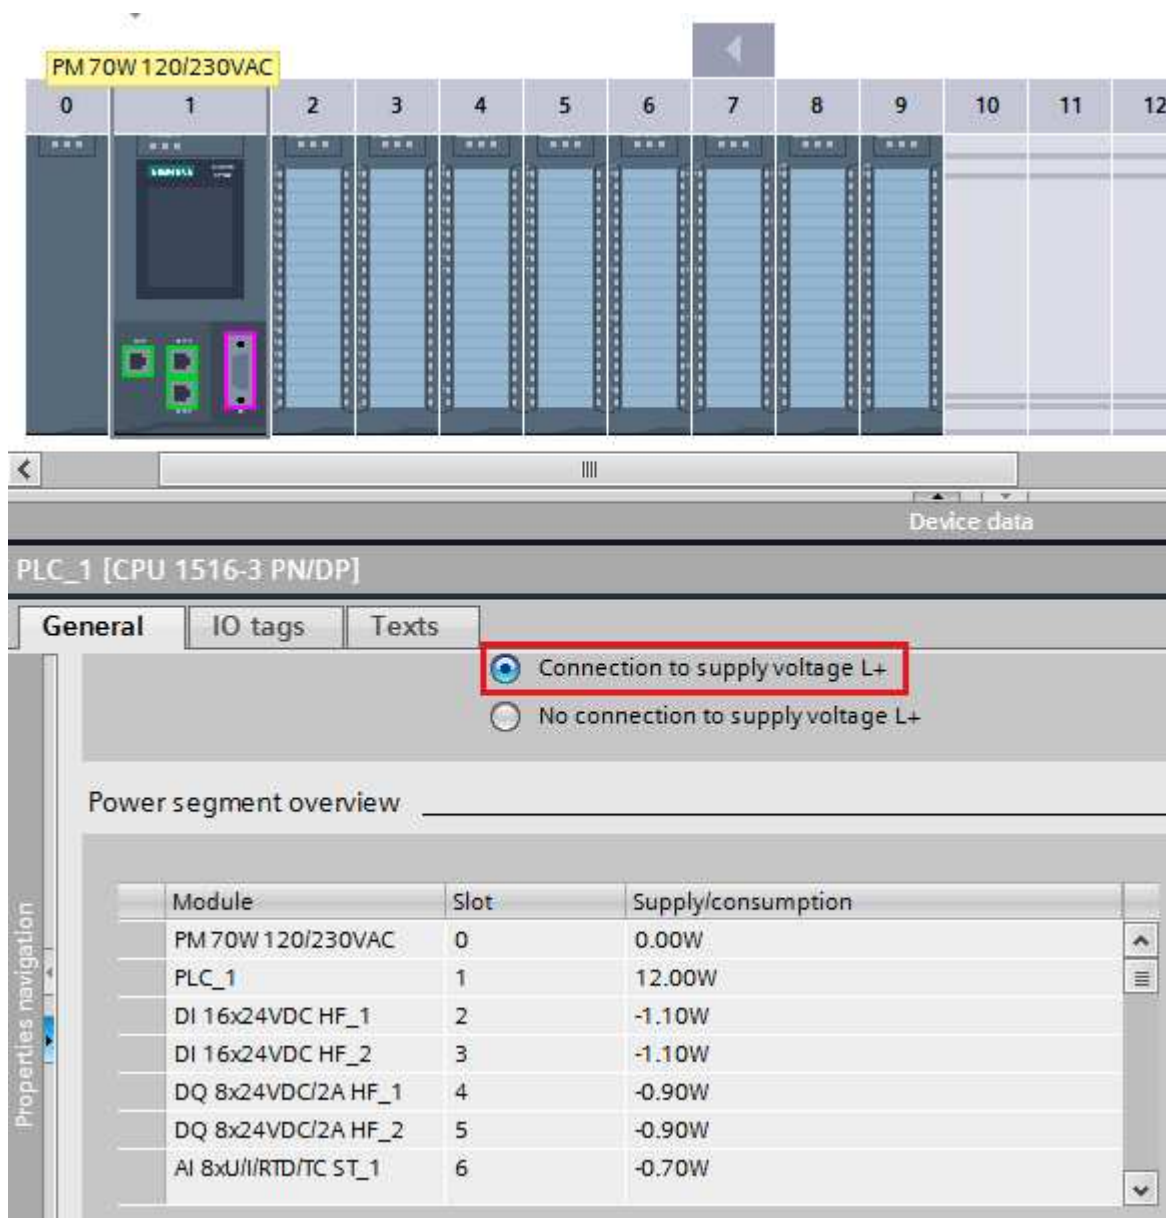 PM 70W 120/230VAC
0 1 2 3 4 5 6 7 8 9 10 11 12
SIEMENS
Device data
PLC_1 [CPU 1516-3 PN/DP]
General IO tags Texts
Connection to supply voltage L+
No connection to supply voltage L+
Power segment overview
Properties navigation
Module Slot Supply/consumption
PM 70W 120/230VAC 0 0.00W
PLC_1 1 12.00W
DI 16x24VDC HF_1 2 -1.10W
DI 16x24VDC HF_2 3 -1.10W
DQ 8x24VDC/2A HF_1 4 -0.90W
DQ 8x24VDC/2A HF_2 5 -0.90W
AI 8xU/I/RTD/TC ST_1 6 -0.70W